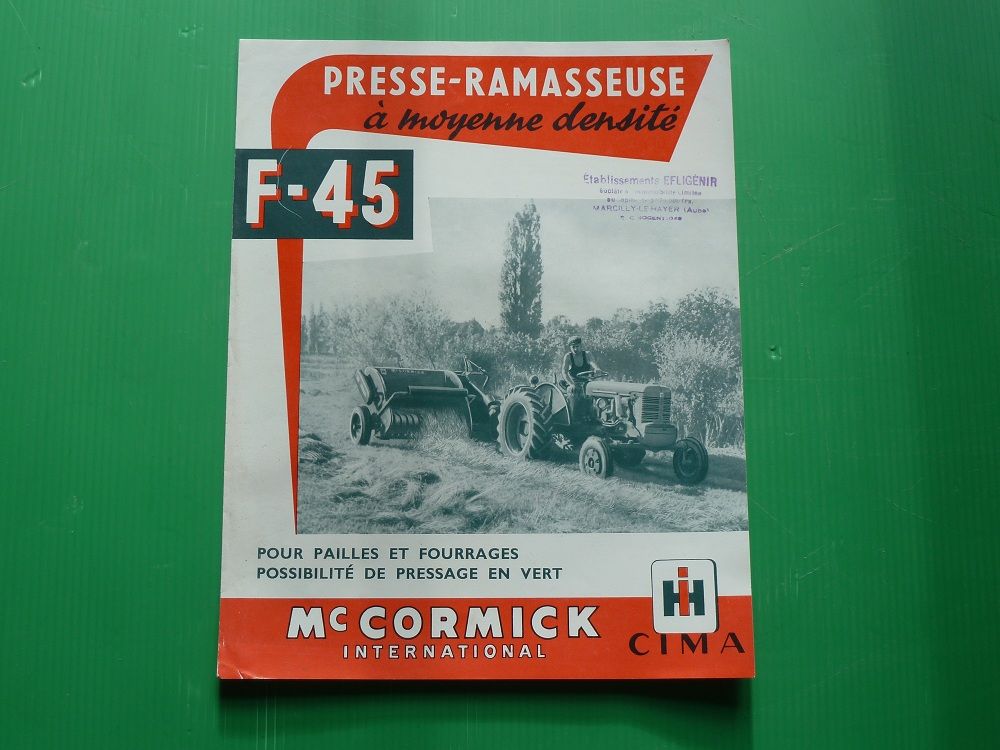 PRESSE-RAMASSEUSE
à moyenne densité
F-45
Établissements EFLIGÉNIR
Limitée
MARCILLY-LE-HAYER (Aube)
POUR PAILLES ET FOURRAGES
POSSIBILITÉ DE PRESSAGE EN VERT
IH
McCORMICK
INTERNATIONAL
CIMA